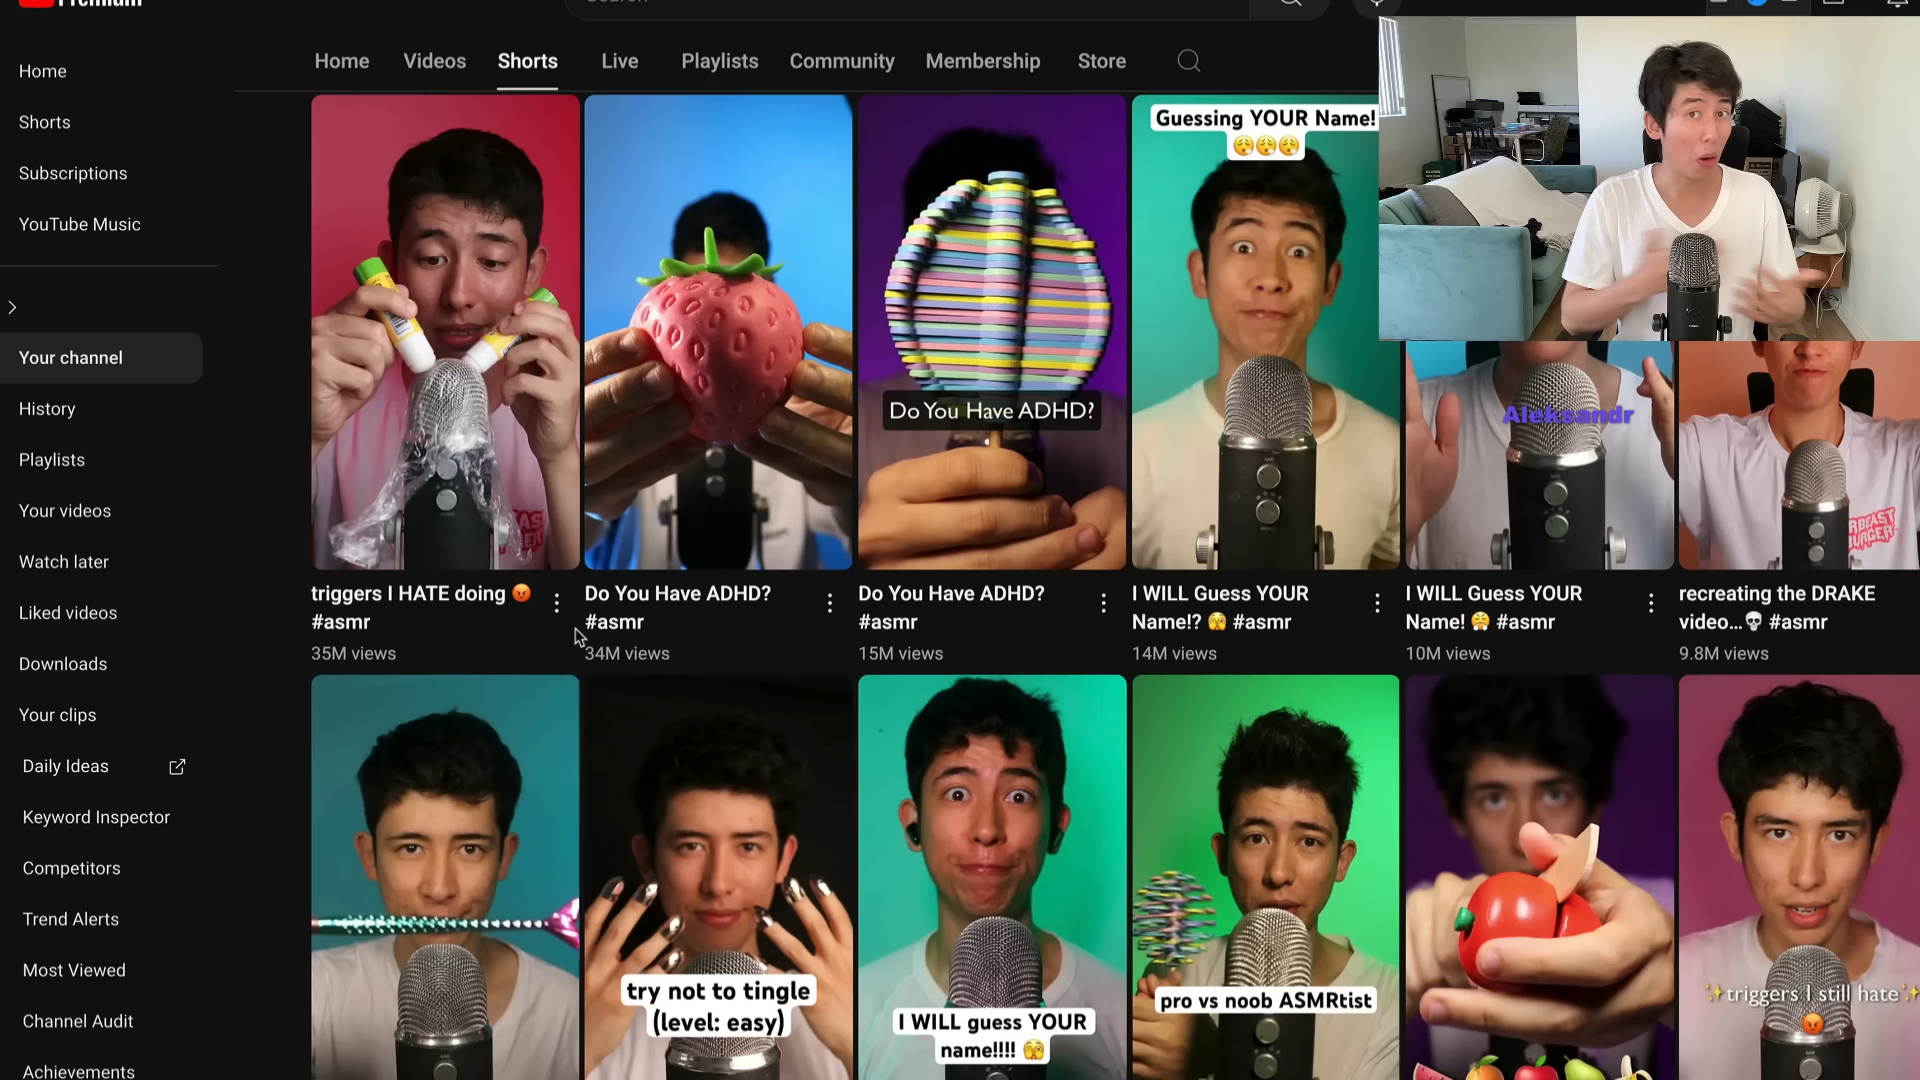 Premium
Search
Home
Shorts
Subscriptions
YouTube Music
Your channel
History
Playlists
Your videos
Watch later
Liked videos
Downloads
Your clips
Daily Ideas
Keyword Inspector
Competitors
Trend Alerts
Most Viewed
Channel Audit
Achievements
Home Videos Shorts Live Playlists Community Membership Store
Do You Have ADHD?
Guessing YOUR Name!
😮‍💨😮‍💨😮‍💨
Aleksandr
RBEAST
BURGER
triggers I HATE doing 😡
#asmr
35M views
Do You Have ADHD?
#asmr
34M views
Do You Have ADHD?
#asmr
15M views
I WILL Guess YOUR
Name!? 🫣 #asmr
14M views
I WILL Guess YOUR
Name! 😤 #asmr
10M views
recreating the DRAKE
video...💀 #asmr
9.8M views
try not to tingle
(level: easy)
I WILL guess YOUR
name!!!! 🫣
pro vs noob ASMRtist
✨triggers I still hate✨
😡